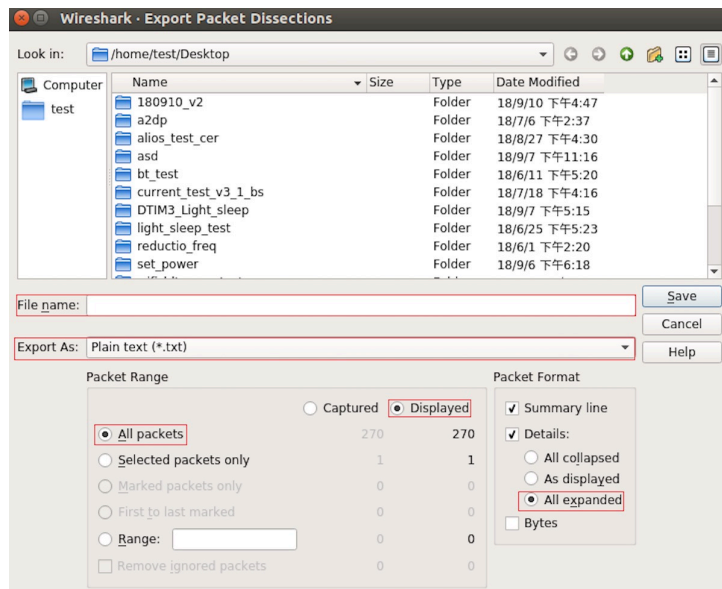 Wireshark · Export Packet Dissections
Look in: /home/test/Desktop
Computer
test
Name Size Type Date Modified
180910_v2 Folder 18/9/10 下午4:47
a2dp Folder 18/7/6 下午2:37
alios_test_cer Folder 18/8/27 下午4:30
asd Folder 18/9/7 下午11:16
bt_test Folder 18/6/11 下午5:20
current_test_v3_1_bs Folder 18/7/18 下午4:16
DTIM3_Light_sleep Folder 18/9/7 下午5:15
light_sleep_test Folder 18/6/25 下午5:23
reductio_freq Folder 18/6/1 下午2:20
set_power Folder 18/9/6 下午6:18
File name:
Save
Cancel
Export As: Plain text (*.txt)
Help
Packet Range
Captured Displayed
All packets 270 270
Selected packets only 1 1
Marked packets only 0 0
First to last marked 0 0
Range: 0 0
Remove ignored packets 0 0
Packet Format
Summary line
Details:
All collapsed
As displayed
All expanded
Bytes